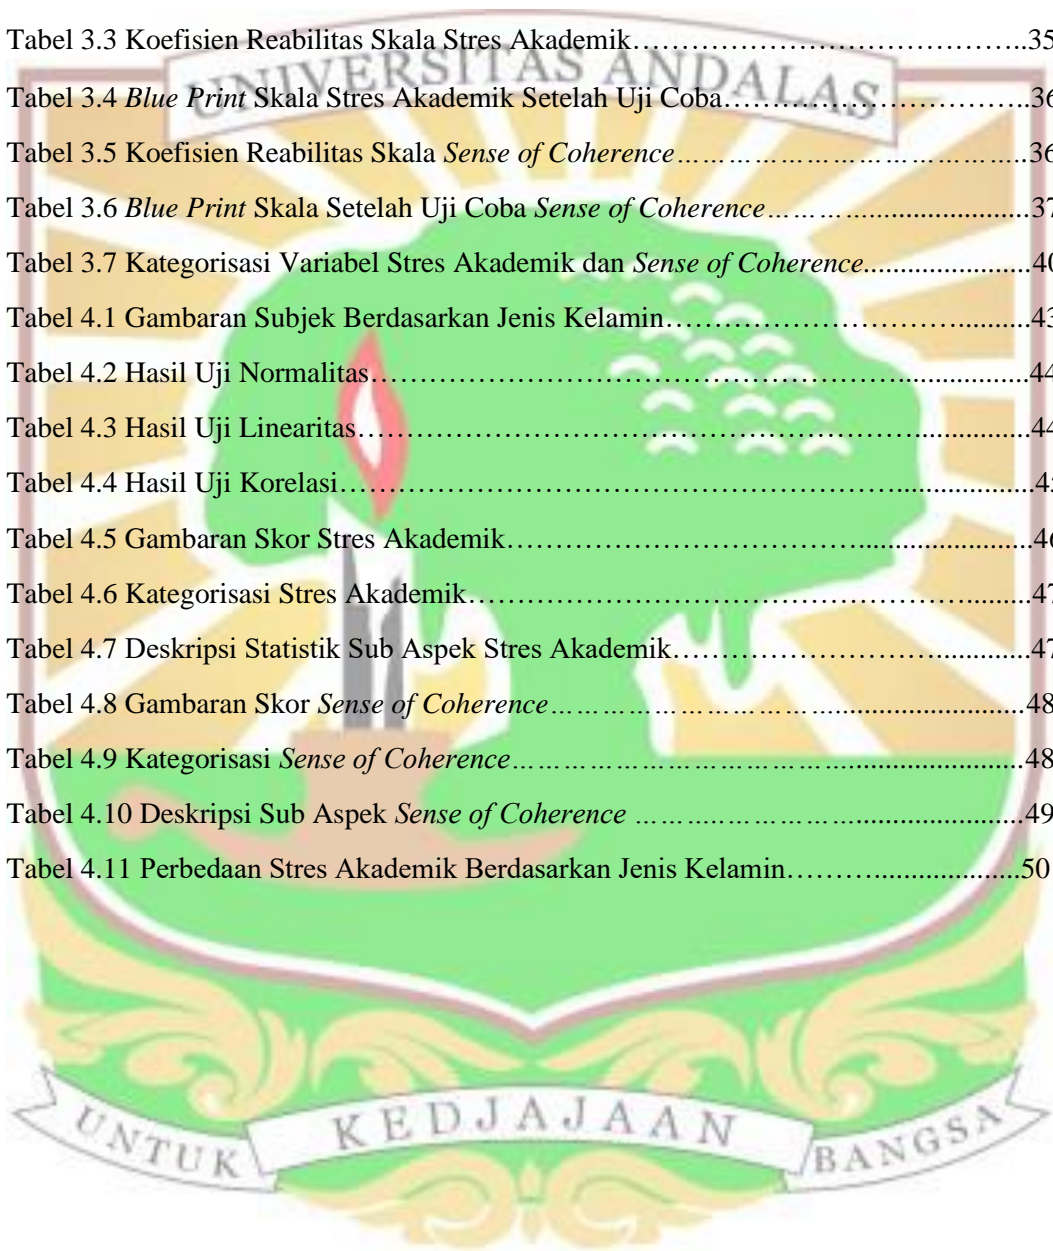 Tabel 3.3 Koefisien Reabilitas Skala Stres Akademik……………………………..35
UNIVERSITAS ANDALAS
Tabel 3.4 Blue Print Skala Stres Akademik Setelah Uji Coba……………………...36
Tabel 3.5 Koefisien Reabilitas Skala Sense of Coherence…………………………..36
Tabel 3.6 Blue Print Skala Setelah Uji Coba Sense of Coherence…………...............37
Tabel 3.7 Kategorisasi Variabel Stres Akademik dan Sense of Coherence.................40
Tabel 4.1 Gambaran Subjek Berdasarkan Jenis Kelamin……………………….........43
Tabel 4.2 Hasil Uji Normalitas……………………………………….....................44
Tabel 4.3 Hasil Uji Linearitas………………………………………...................44
Tabel 4.4 Hasil Uji Korelasi………………………………………......................45
Tabel 4.5 Gambaran Skor Stres Akademik…………………………......................46
Tabel 4.6 Kategorisasi Stres Akademik…………………………………….........47
Tabel 4.7 Deskripsi Statistik Sub Aspek Stres Akademik…………………..............47
Tabel 4.8 Gambaran Skor Sense of Coherence……………………......................48
Tabel 4.9 Kategorisasi Sense of Coherence…………………………....................48
Tabel 4.10 Deskripsi Sub Aspek Sense of Coherence ………………....................49
Tabel 4.11 Perbedaan Stres Akademik Berdasarkan Jenis Kelamin………...................50
UNTUK KEDJAJAAN BANGSA